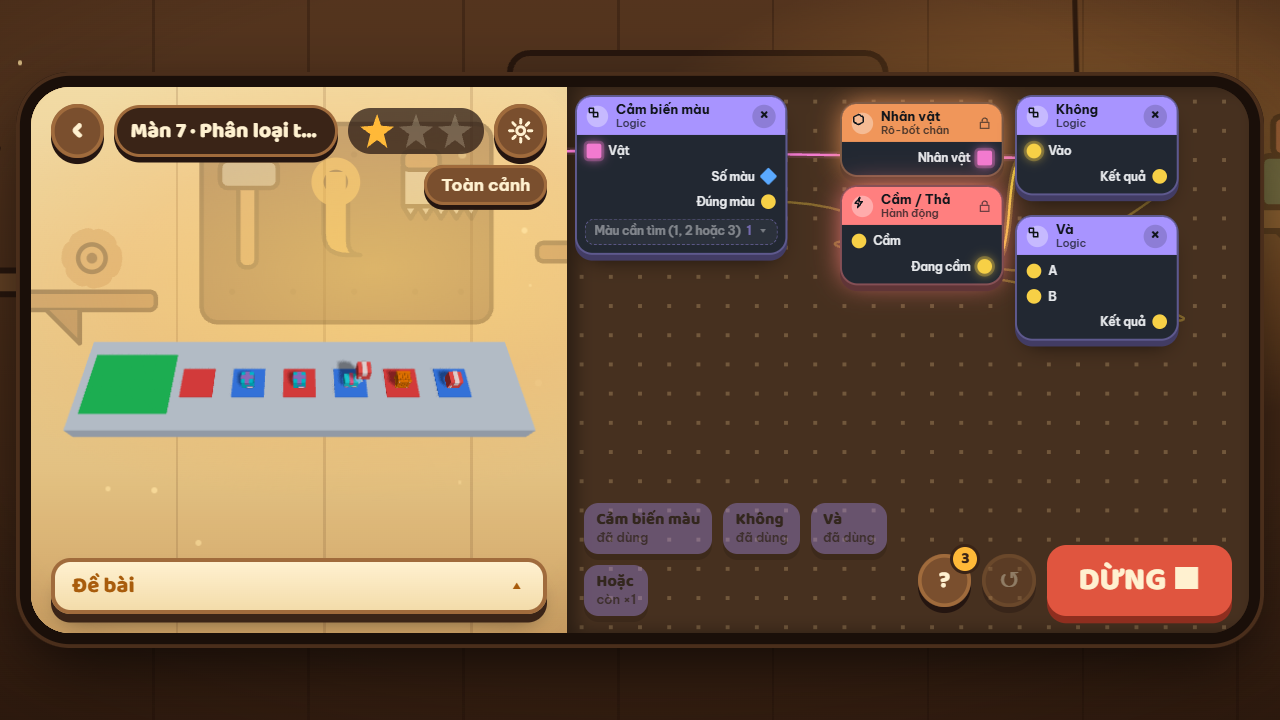 Màn 7 • Phân loại t...
Toàn cảnh
Cảm biến màu
Logic
Vật
Số màu
Đúng màu
Màu cần tìm (1, 2 hoặc 3) 1
Nhân vật
Rô-bốt chân
Nhân vật
Cầm / Thả
Hành động
Cầm
Đang cầm
Không
Logic
Vào
Kết quả
Và
Logic
A
B
Kết quả
Đề bài
Cảm biến màu
đã dùng
Không
đã dùng
Và
đã dùng
Hoặc
còn ×1
?
3
DỪNG